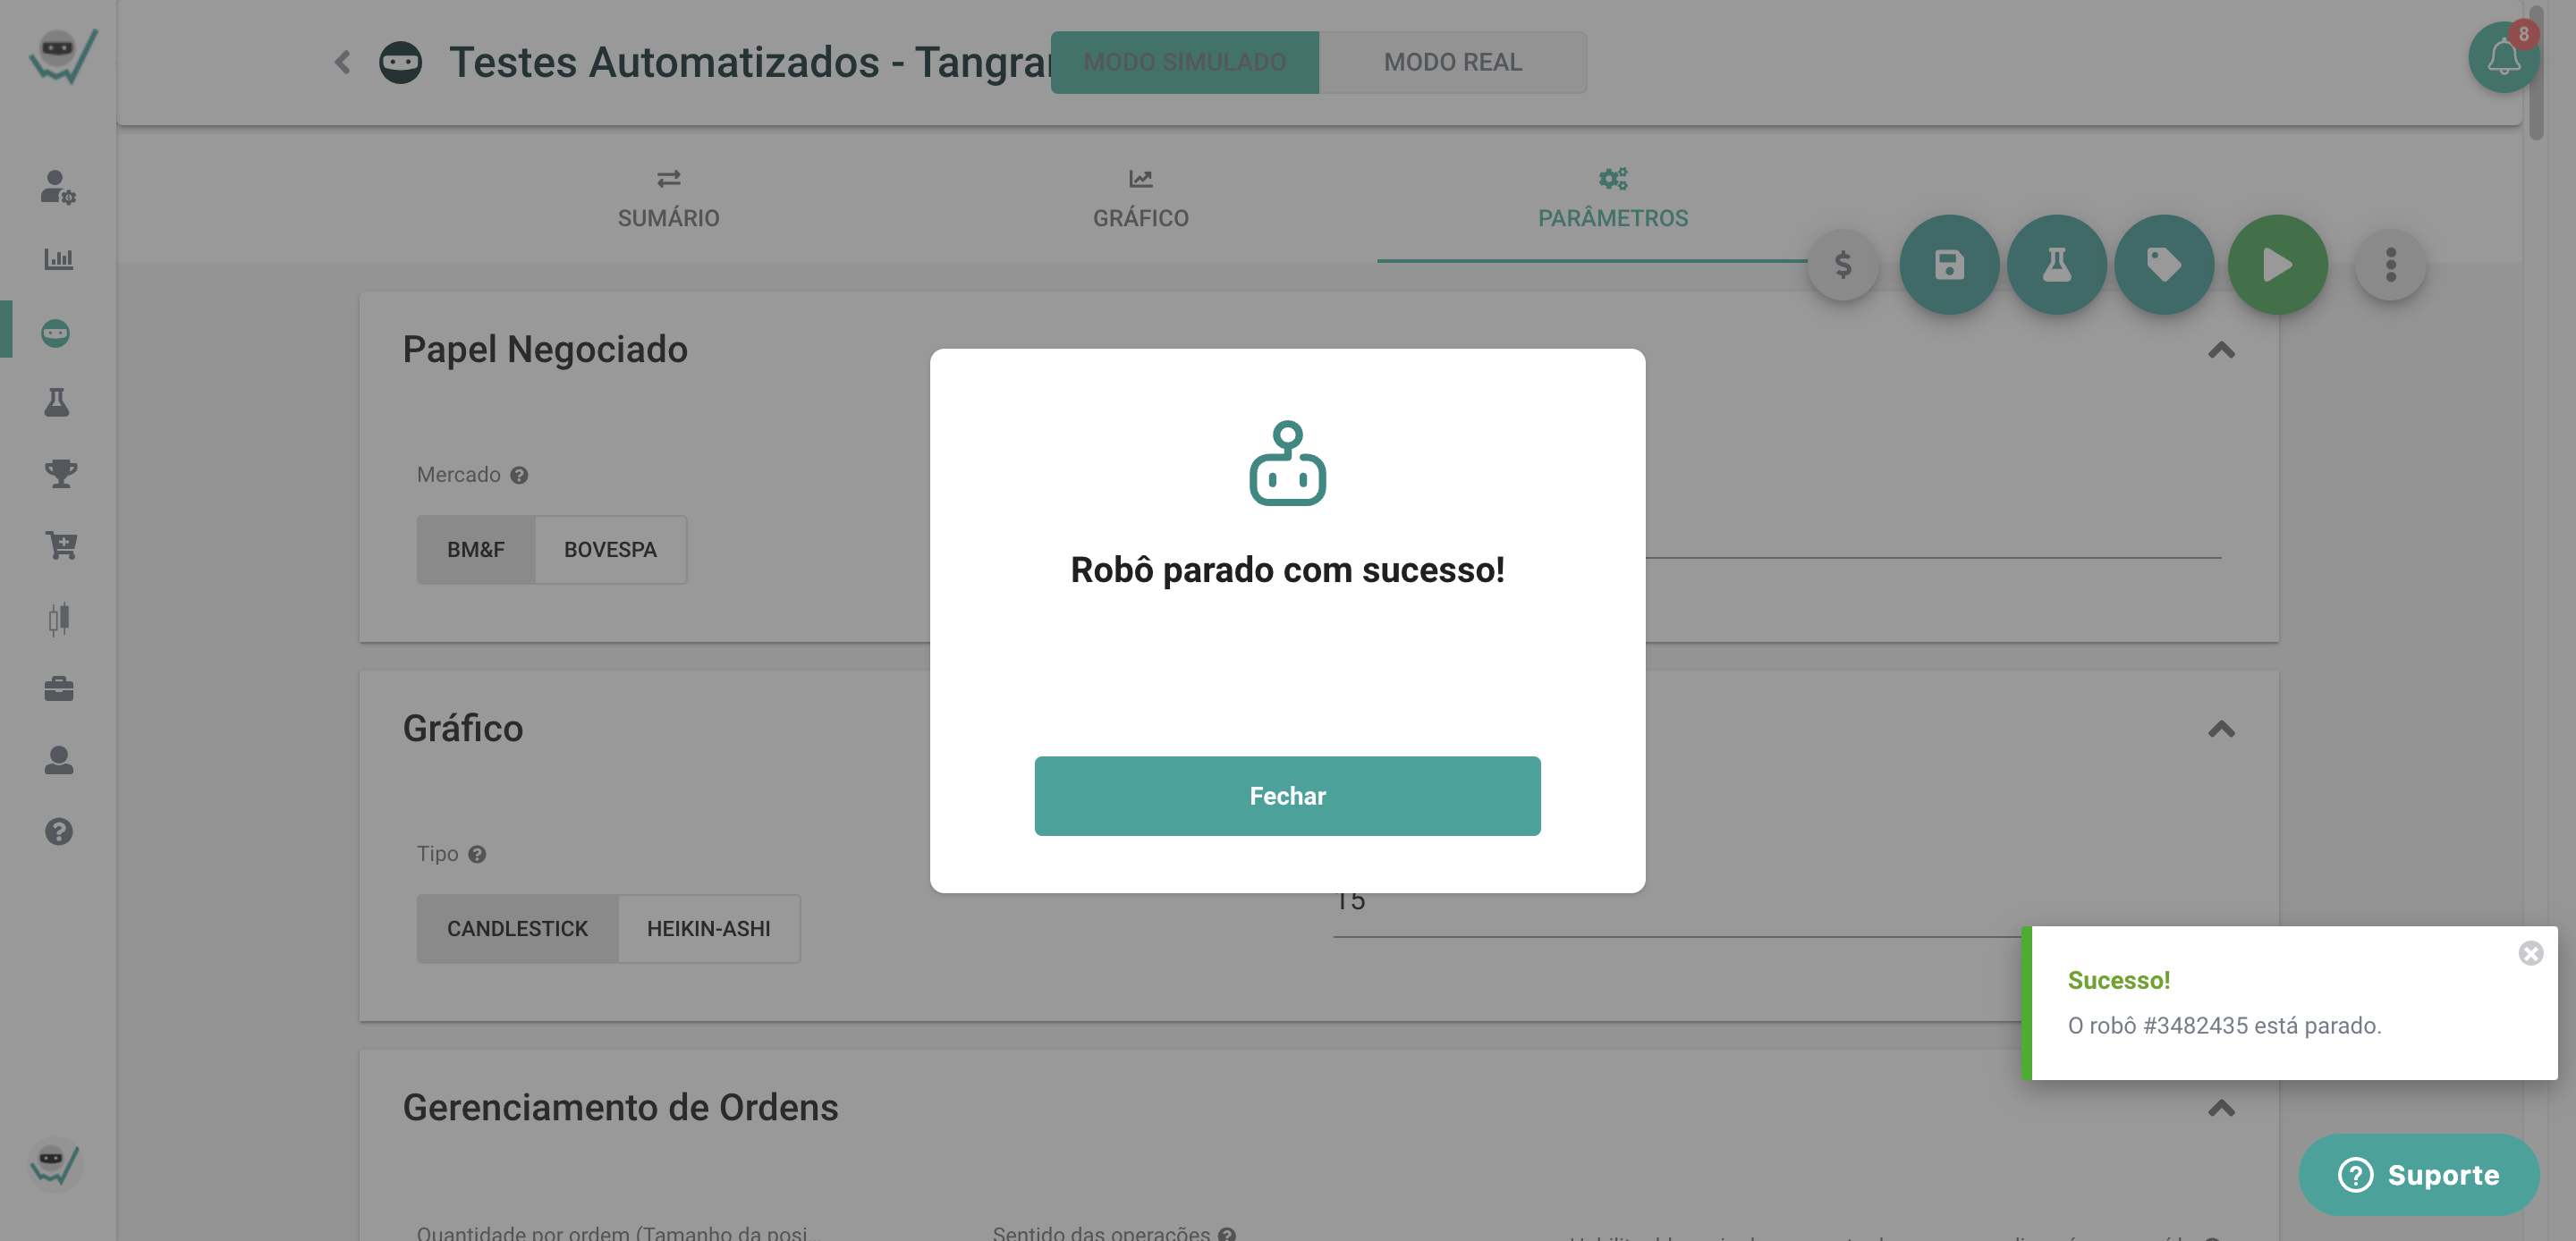 Testes Automatizados - Tangra
MODO SIMULADO
MODO REAL
8
SUMÁRIO
GRÁFICO
PARÂMETROS
Papel Negociado
Mercado
BM&F
BOVESPA
Robô parado com sucesso!
Fechar
Gráfico
Tipo
CANDLESTICK
HEIKIN-ASHI
15
Sucesso!
O robô #3482435 está parado.
Gerenciamento de Ordens
Suporte
Quantidade por ordem (Tamanho da posi...
Sentido das operações